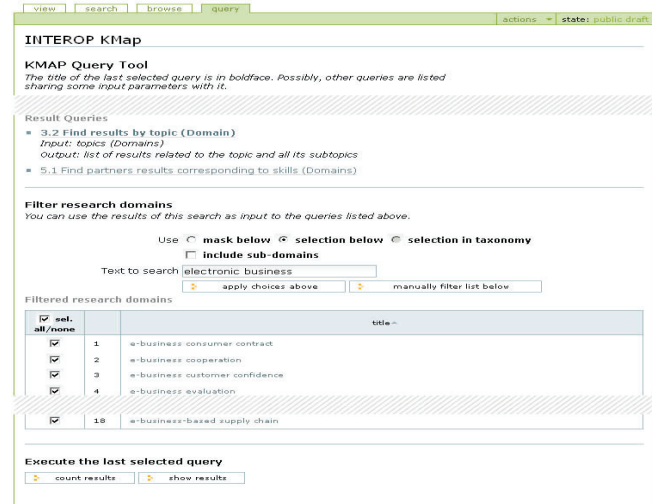 view search browse query
actions state: public draft
INTEROP KMap
KMAP Query Tool
The title of the last selected query is in boldface. Possibly, other queries are listed
sharing some input parameters with it.
Result Queries
3.2 Find results by topic (Domain)
Input: topics (Domains)
Output: list of results related to the topic and all its subtopics
5.1 Find partners results corresponding to skills (Domains)
Filter research domains
You can use the results of this search as input to the queries listed above.
Use mask below selection below selection in taxonomy
include sub-domains
Text to search electronic business
apply choices above manually filter list below
Filtered research domains
sel. all/none title
1 e-business consumer contract
2 e-business cooperation
3 e-business customer confidence
4 e-business evaluation
18 e-business-based supply chain
Execute the last selected query
count results show results